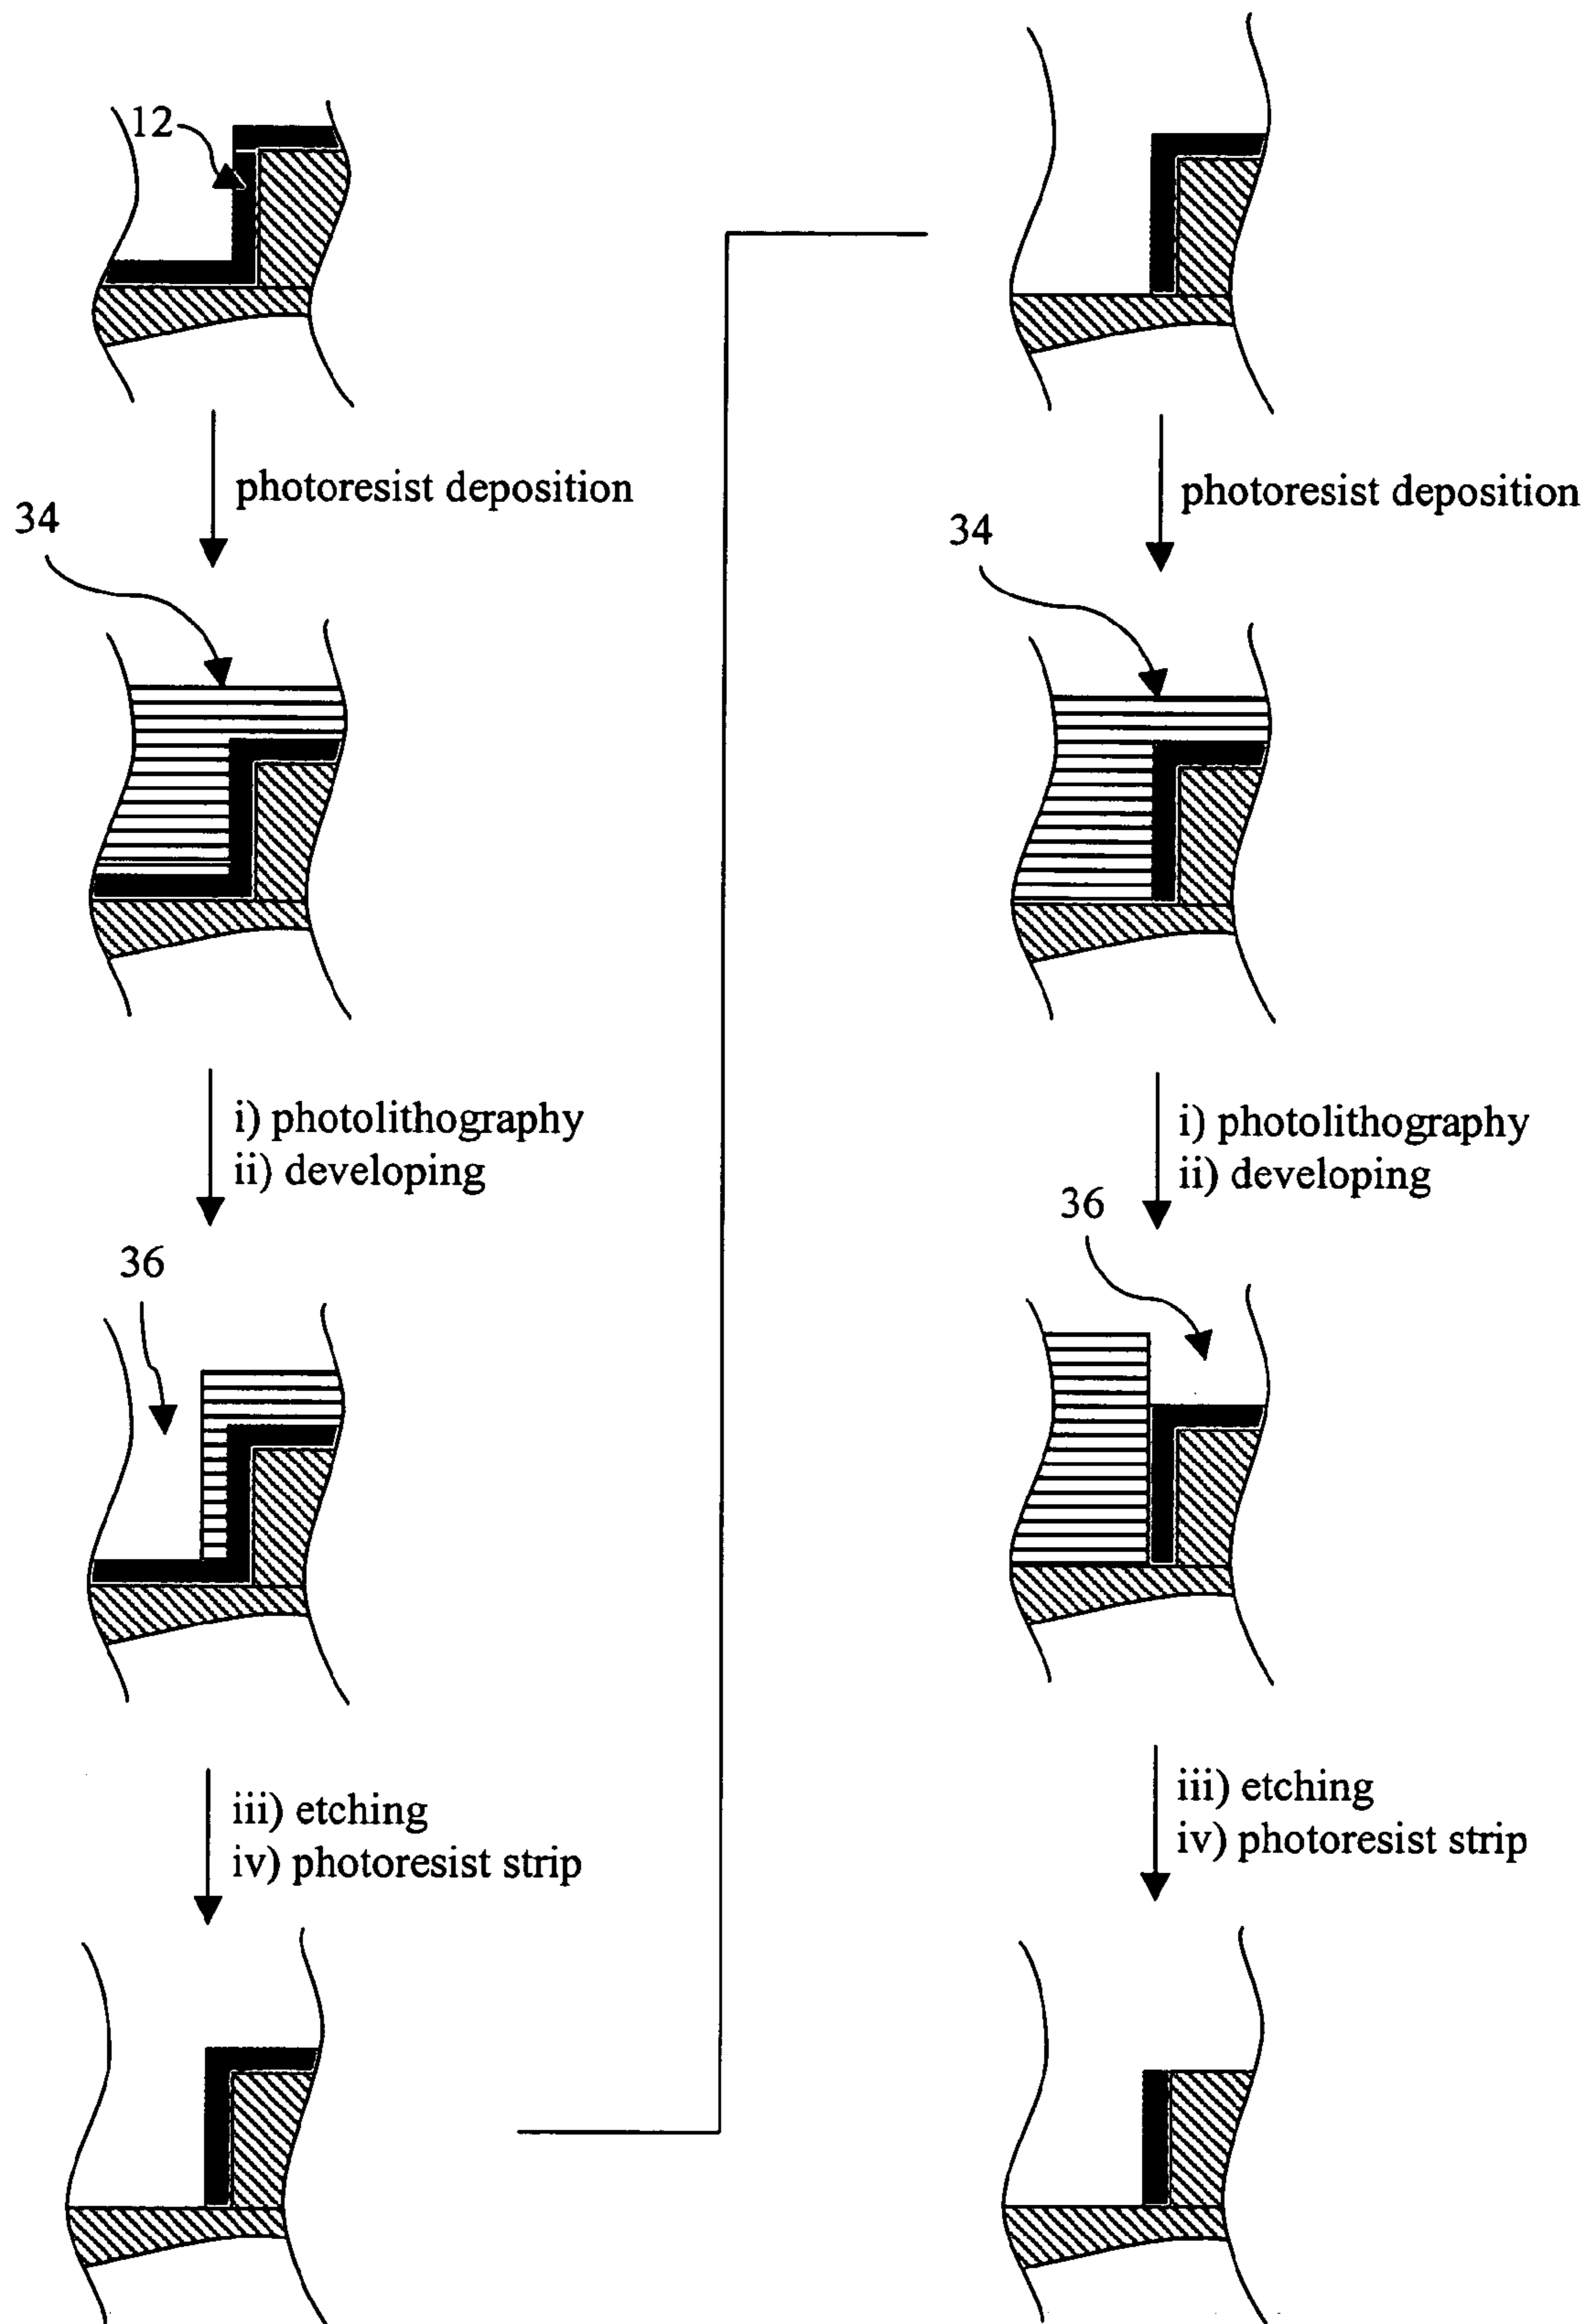 12
photoresist deposition
34
i) photolithography
ii) developing
36
iii) etching
iv) photoresist strip
photoresist deposition
34
i) photolithography
ii) developing
36
iii) etching
iv) photoresist strip